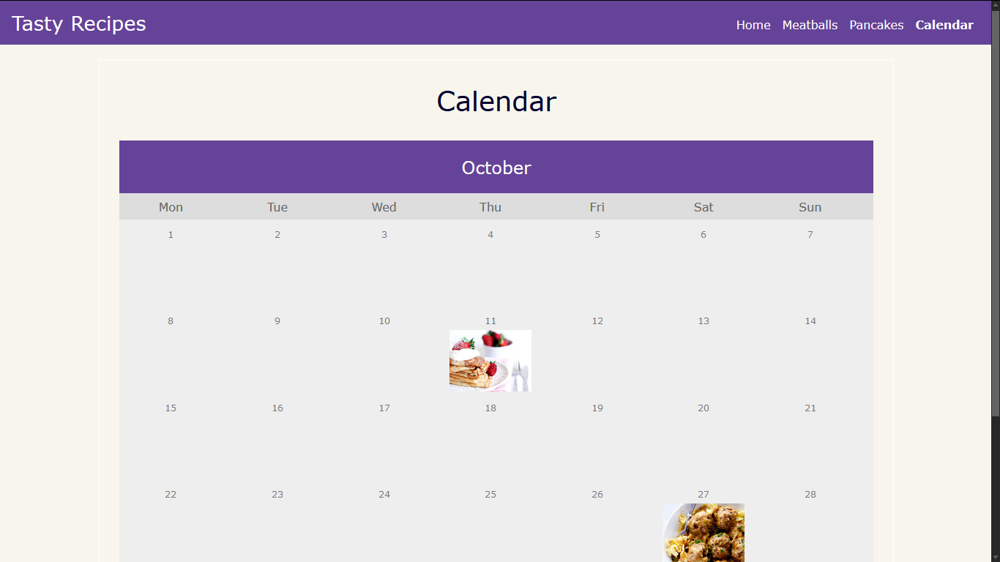 Tasty Recipes
Home Meatballs Pancakes Calendar
Calendar
October
Mon Tue Wed Thu Fri Sat Sun
1 2 3 4 5 6 7
8 9 10 11 12 13 14
15 16 17 18 19 20 21
22 23 24 25 26 27 28